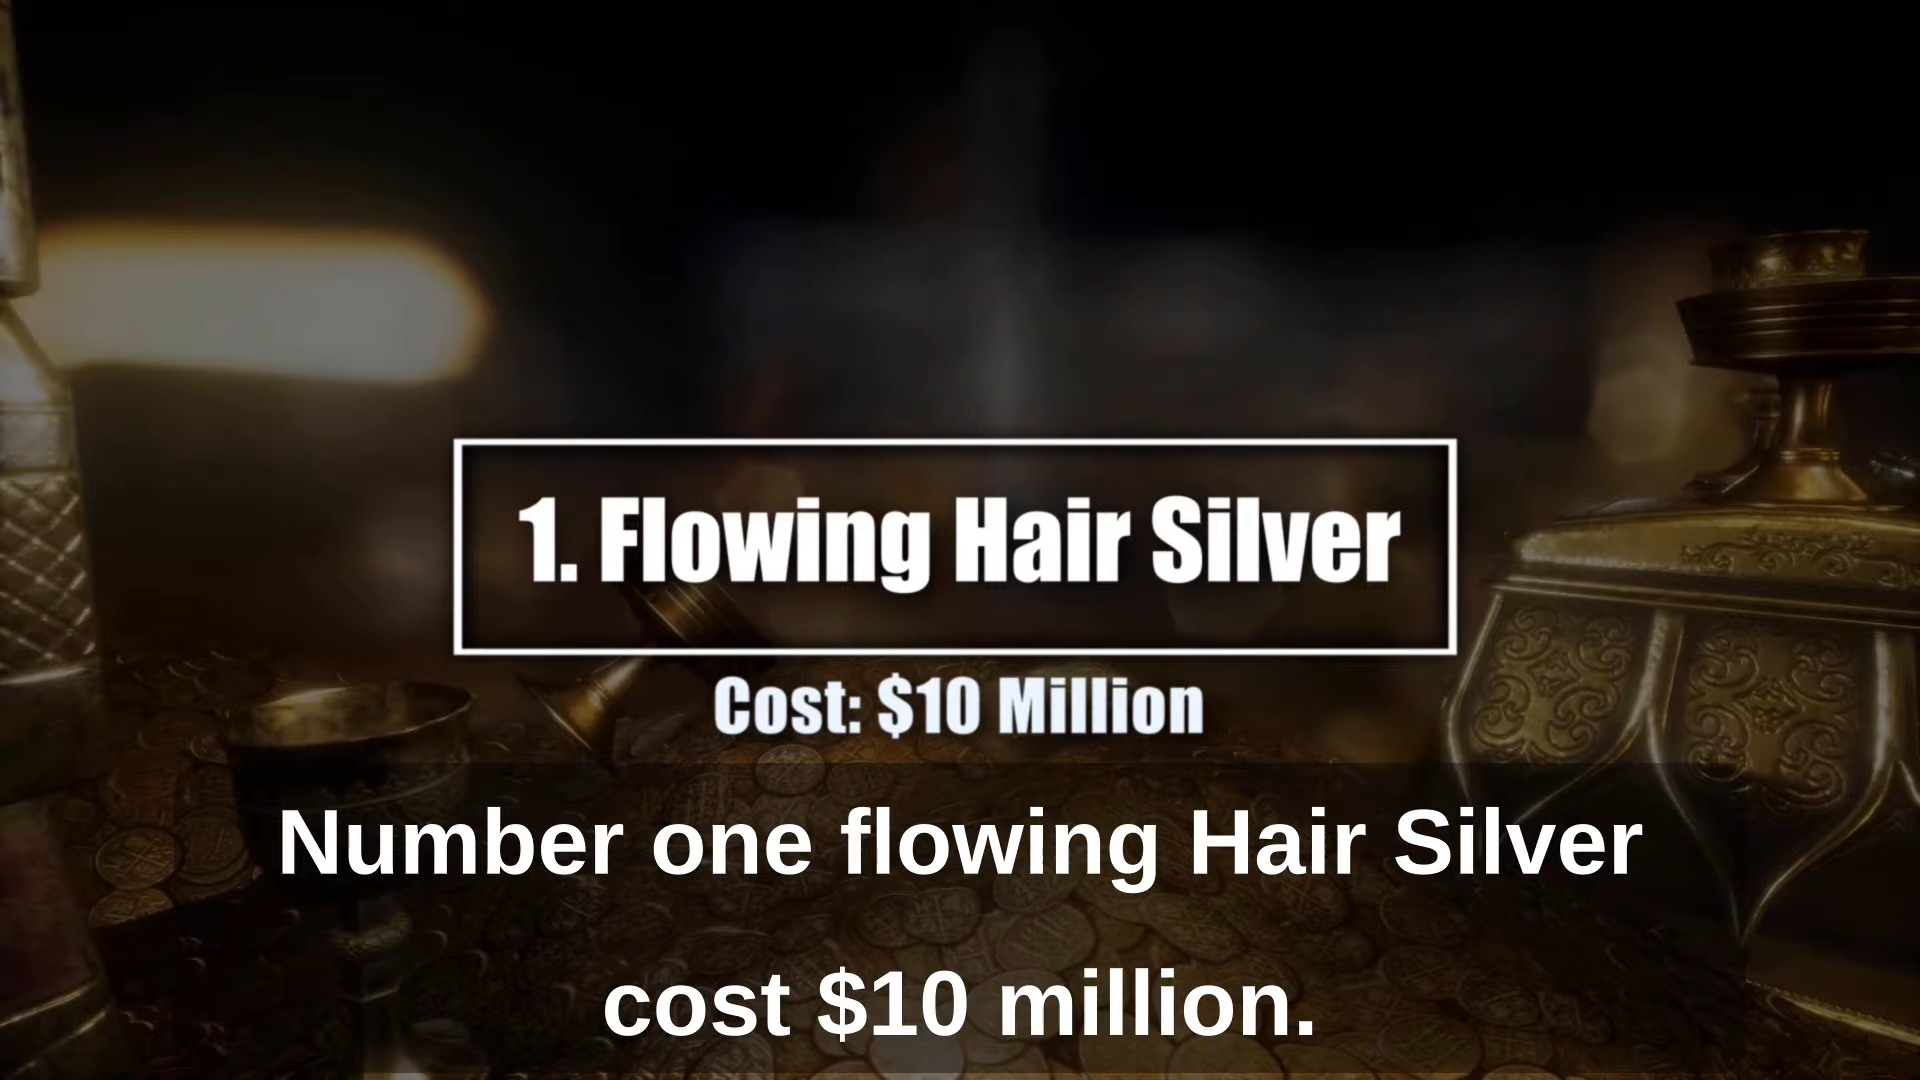 1. Flowing Hair Silver
Cost: $10 Million
Number one flowing Hair Silver
cost $10 million.